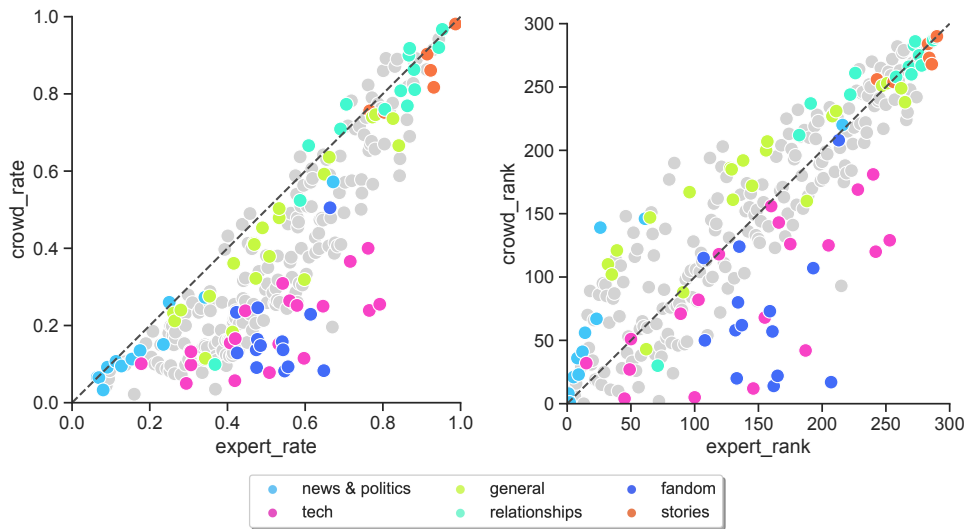 1.0
0.8
0.6
0.4
0.2
0.0
crowd_rate
0.0 0.2 0.4 0.6 0.8 1.0
expert_rate
300
250
200
150
100
50
0
crowd_rank
0 50 100 150 200 250 300
expert_rank
news & politics general fandom
tech relationships stories